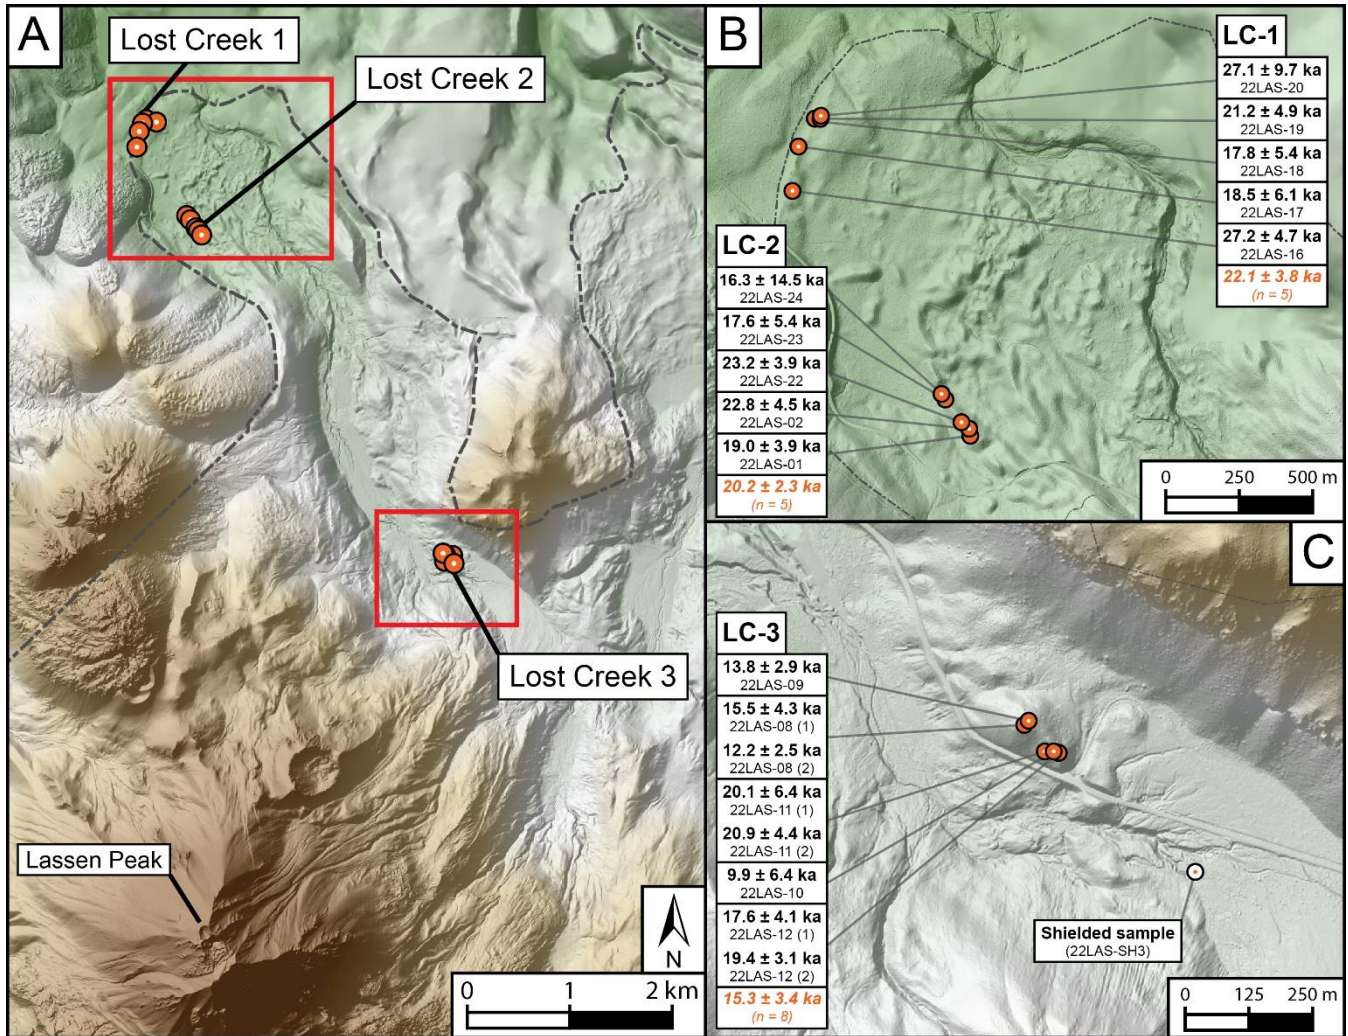 A
Lost Creek 1
Lost Creek 2
Lost Creek 3
Lassen Peak
N
0 1 2 km
B
LC-1
27.1 ± 9.7 ka
22LAS-20
21.2 ± 4.9 ka
22LAS-19
17.8 ± 5.4 ka
22LAS-18
18.5 ± 6.1 ka
22LAS-17
27.2 ± 4.7 ka
22LAS-16
22.1 ± 3.8 ka
(n = 5)
LC-2
16.3 ± 14.5 ka
22LAS-24
17.6 ± 5.4 ka
22LAS-23
23.2 ± 3.9 ka
22LAS-22
22.8 ± 4.5 ka
22LAS-02
19.0 ± 3.9 ka
22LAS-01
20.2 ± 2.3 ka
(n = 5)
0 250 500 m
C
LC-3
13.8 ± 2.9 ka
22LAS-09
15.5 ± 4.3 ka
22LAS-08 (1)
12.2 ± 2.5 ka
22LAS-08 (2)
20.1 ± 6.4 ka
22LAS-11 (1)
20.9 ± 4.4 ka
22LAS-11 (2)
9.9 ± 6.4 ka
22LAS-10
17.6 ± 4.1 ka
22LAS-12 (1)
19.4 ± 3.1 ka
22LAS-12 (2)
15.3 ± 3.4 ka
(n = 8)
Shielded sample
(22LAS-SH3)
0 125 250 m